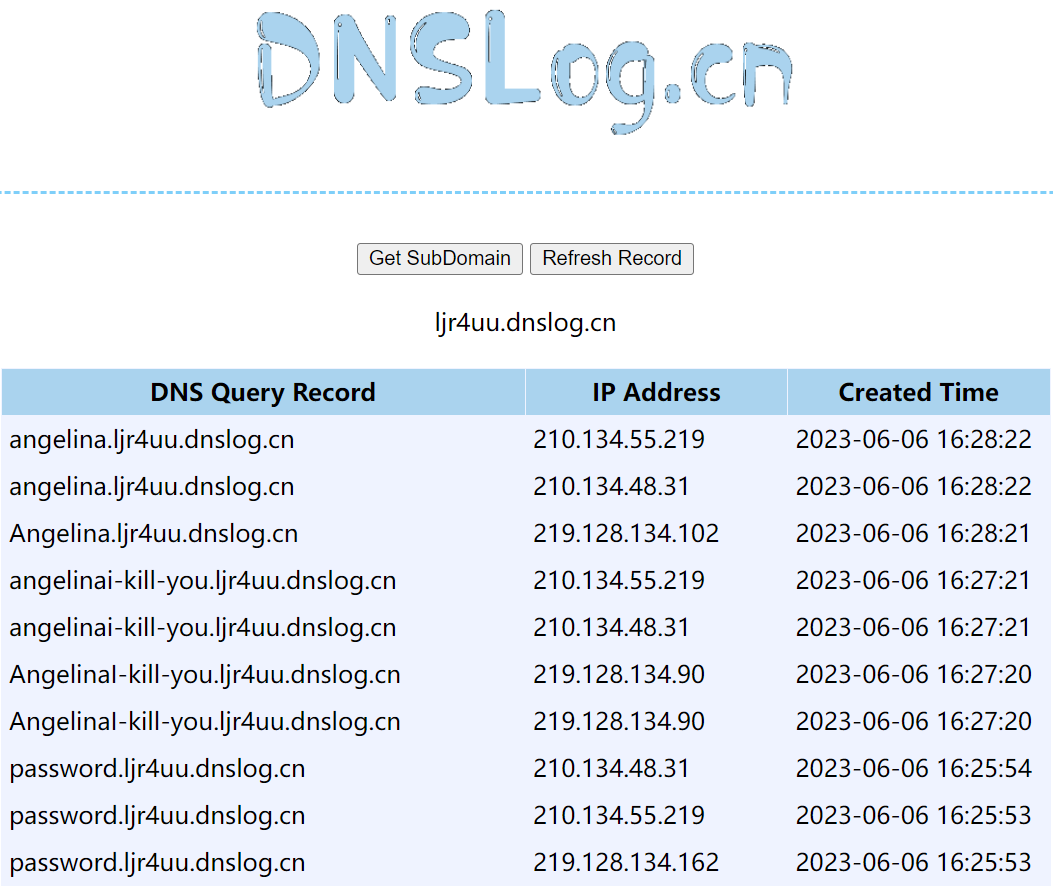 DNSLog.cn
Get SubDomain Refresh Record
ljr4uu.dnslog.cn
DNS Query Record IP Address Created Time
angelina.ljr4uu.dnslog.cn 210.134.55.219 2023-06-06 16:28:22
angelina.ljr4uu.dnslog.cn 210.134.48.31 2023-06-06 16:28:22
Angelina.ljr4uu.dnslog.cn 219.128.134.102 2023-06-06 16:28:21
angelinai-kill-you.ljr4uu.dnslog.cn 210.134.55.219 2023-06-06 16:27:21
angelinai-kill-you.ljr4uu.dnslog.cn 210.134.48.31 2023-06-06 16:27:21
AngelinaI-kill-you.ljr4uu.dnslog.cn 219.128.134.90 2023-06-06 16:27:20
AngelinaI-kill-you.ljr4uu.dnslog.cn 219.128.134.90 2023-06-06 16:27:20
password.ljr4uu.dnslog.cn 210.134.48.31 2023-06-06 16:25:54
password.ljr4uu.dnslog.cn 210.134.55.219 2023-06-06 16:25:53
password.ljr4uu.dnslog.cn 219.128.134.162 2023-06-06 16:25:53